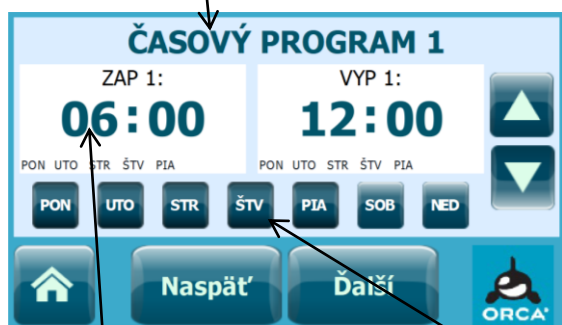 ČASOVÝ PROGRAM 1
ZAP 1: VYP 1:
06:00 12:00
PON UTO STR ŠTV PIA PON UTO STR ŠTV PIA
PON UTO STR ŠTV PIA SOB NED
Naspäť Ďalší
ORCA